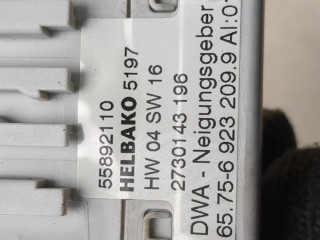 55892110
HELBAKO 5197
HW 04 SW 16
2730143 196
DWA - Neigungsgeber
65.75-6 923 209.9 AI:0